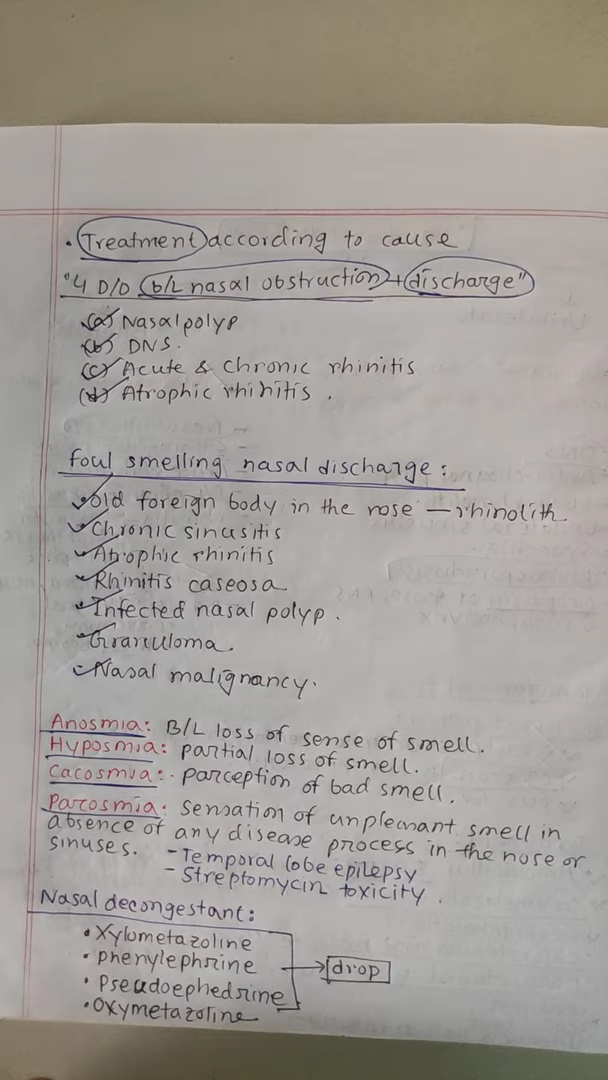 • Treatment according to cause
"4 D/D b/L nasal obstruction + discharge"
(a) Nasal polyp
(b) DNS.
(c) Acute & chronic rhinitis
(d) Atrophic rhinitis.
foul smelling nasal discharge:
Old foreign body in the nose — rhinolith
Chronic sinusitis
Atrophic rhinitis
Rhinitis caseosa
Infected nasal polyp.
Granuloma.
Nasal malignancy.
Anosmia: B/L loss of sense of smell.
Hyposmia: partial loss of smell.
Cacosmia:- parception of bad smell.
Parosmia: sensation of unpleasant smell in
absence of any disease process in the nose or
sinuses. - Temporal lobe epilepsy
- Streptomycin toxicity.
Nasal decongestant:
• Xylometazoline
• phenylephrine → drop
• Pseudoephedrine
• Oxymetazoline